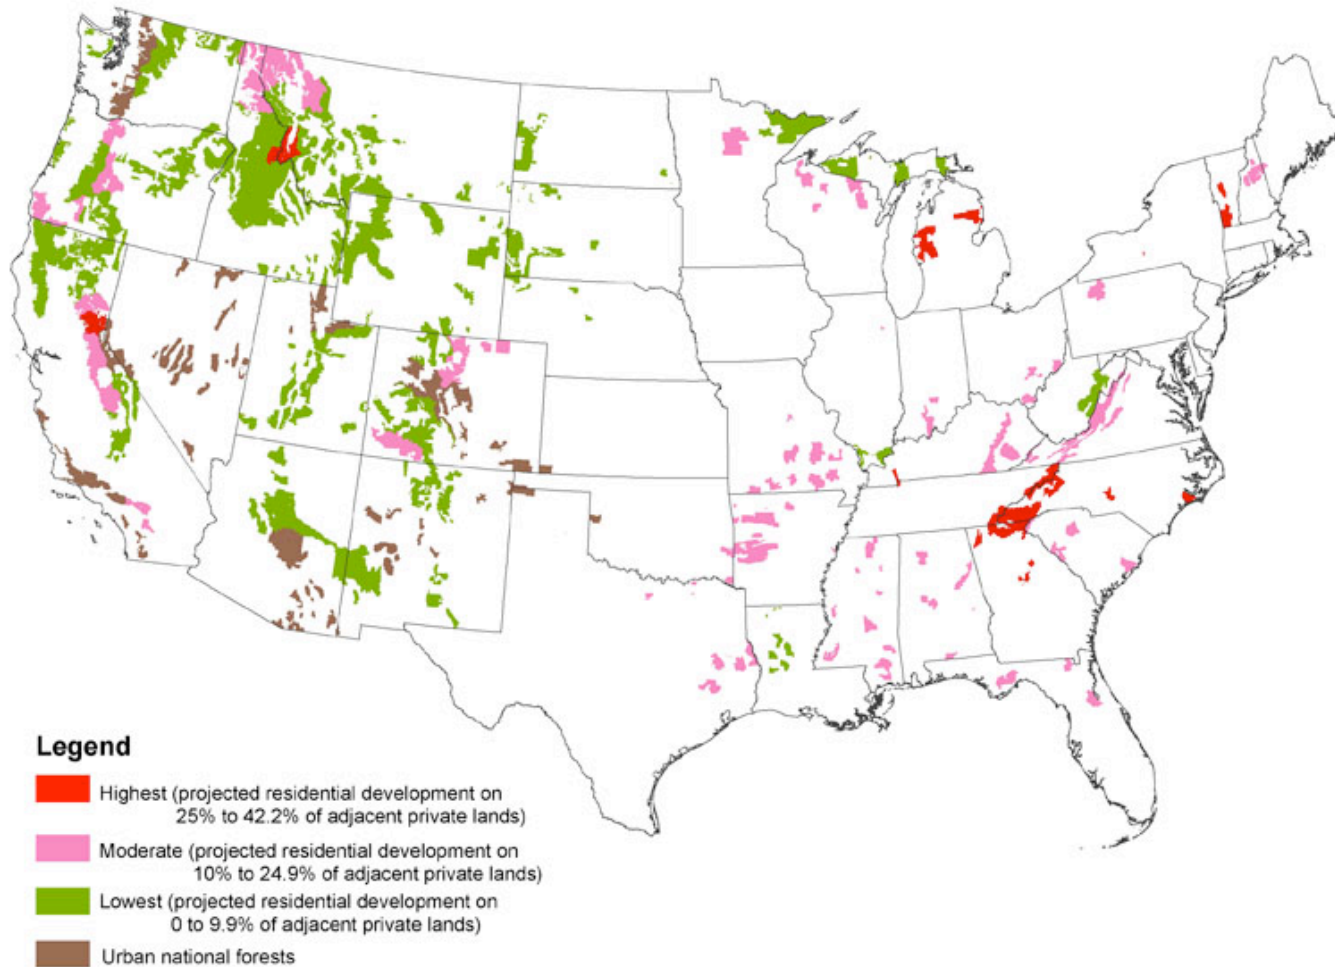 Legend
Highest (projected residential development on
25% to 42.2% of adjacent private lands)
Moderate (projected residential development on
10% to 24.9% of adjacent private lands)
Lowest (projected residential development on
0 to 9.9% of adjacent private lands)
Urban national forests